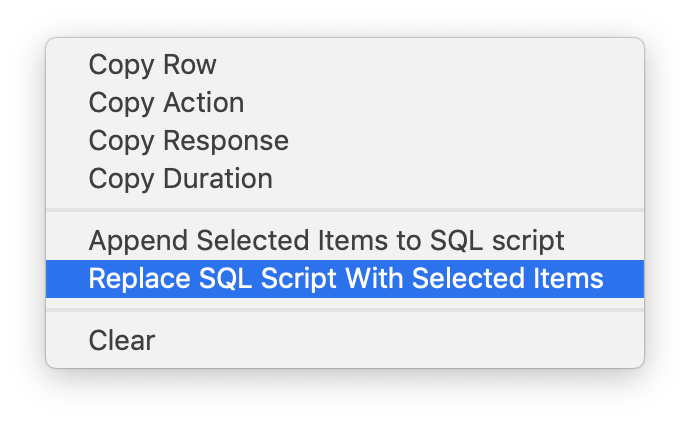 Copy Row
Copy Action
Copy Response
Copy Duration
Append Selected Items to SQL script
Replace SQL Script With Selected Items
Clear